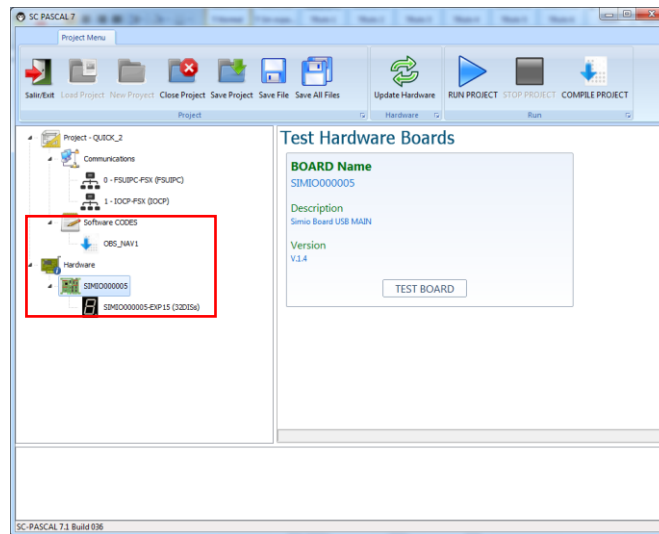 SC PASCAL 7
Project Menu
Salir/Exit Load Project New Proyect Close Project Save Project Save File Save All Files Update Hardware RUN PROJECT STOP PROJECT COMPILE PROJECT
Project Hardware Run
Project - QUICK_2
Communications
0 - FSUIPC-FSX (FSUIPC)
1 - IOCP-FSX (IOCP)
Software CODES
OBS_NAV1
Hardware
SIMIO000005
SIMIO000005-EXP15 (32DISs)
Test Hardware Boards
BOARD Name
SIMIO000005
Description
Simio Board USB MAIN
Version
V.1.4
TEST BOARD
SC-PASCAL 7.1 Build 036